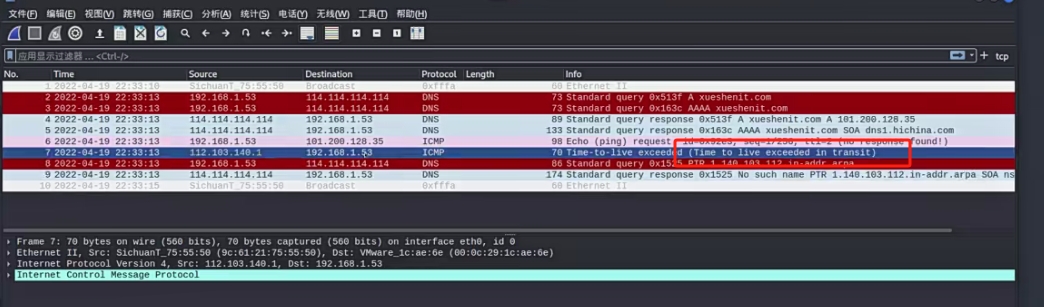 文件(F) 编辑(E) 视图(V) 跳转(G) 捕获(C) 分析(A) 统计(S) 电话(Y) 无线(W) 工具(T) 帮助(H)
应用显示过滤器 … <Ctrl-/> + tcp
No. Time Source Destination Protocol Length Info
1 2022-04-19 22:33:10 SichuanT_75:55:50 Broadcast 0xfffa 60 Ethernet II
2 2022-04-19 22:33:13 192.168.1.53 114.114.114.114 DNS 73 Standard query 0x513f A xueshenit.com
3 2022-04-19 22:33:13 192.168.1.53 114.114.114.114 DNS 73 Standard query 0x163c AAAA xueshenit.com
4 2022-04-19 22:33:13 114.114.114.114 192.168.1.53 DNS 89 Standard query response 0x513f A xueshenit.com A 101.200.128.35
5 2022-04-19 22:33:13 114.114.114.114 192.168.1.53 DNS 133 Standard query response 0x163c AAAA xueshenit.com SOA dns1.hichina.com
6 2022-04-19 22:33:13 192.168.1.53 101.200.128.35 ICMP 98 Echo (ping) request (no response found!)
7 2022-04-19 22:33:13 112.103.140.1 192.168.1.53 ICMP 70 Time-to-live exceeded (Time to live exceeded in transit)
8 2022-04-19 22:33:13 192.168.1.53 114.114.114.114 DNS 86 Standard query 0x1525 PTR 1.140.103.112.in-addr.arpa
9 2022-04-19 22:33:13 114.114.114.114 192.168.1.53 DNS 174 Standard query response 0x1525 No such name PTR 1.140.103.112.in-addr.arpa SOA ns
10 2022-04-19 22:33:15 SichuanT_75:55:50 Broadcast 0xfffa 60 Ethernet II
Frame 7: 70 bytes on wire (560 bits), 70 bytes captured (560 bits) on interface eth0, id 0
Ethernet II, Src: SichuanT_75:55:50 (9c:61:21:75:55:50), Dst: VMware_1c:ae:6e (00:0c:29:1c:ae:6e)
Internet Protocol Version 4, Src: 112.103.140.1, Dst: 192.168.1.53
Internet Control Message Protocol